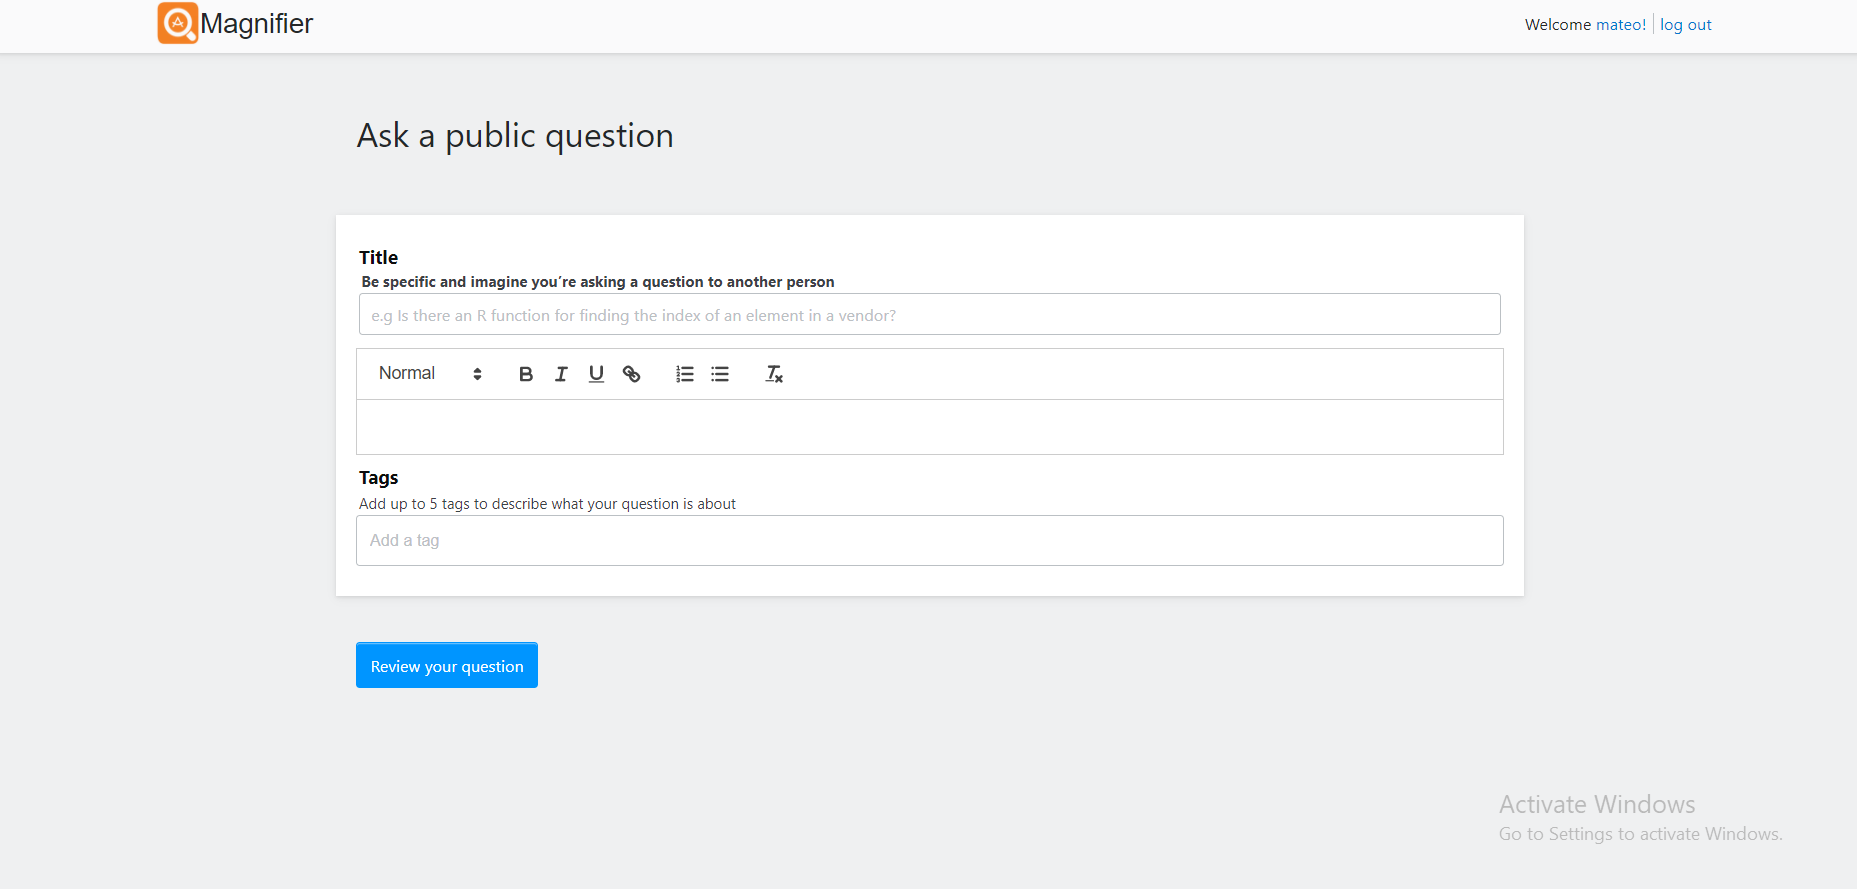 Magnifier
Welcome mateo! log out
Ask a public question
Title
Be specific and imagine you’re asking a question to another person
e.g Is there an R function for finding the index of an element in a vendor?
Normal
Tags
Add up to 5 tags to describe what your question is about
Add a tag
Review your question
Activate Windows
Go to Settings to activate Windows.